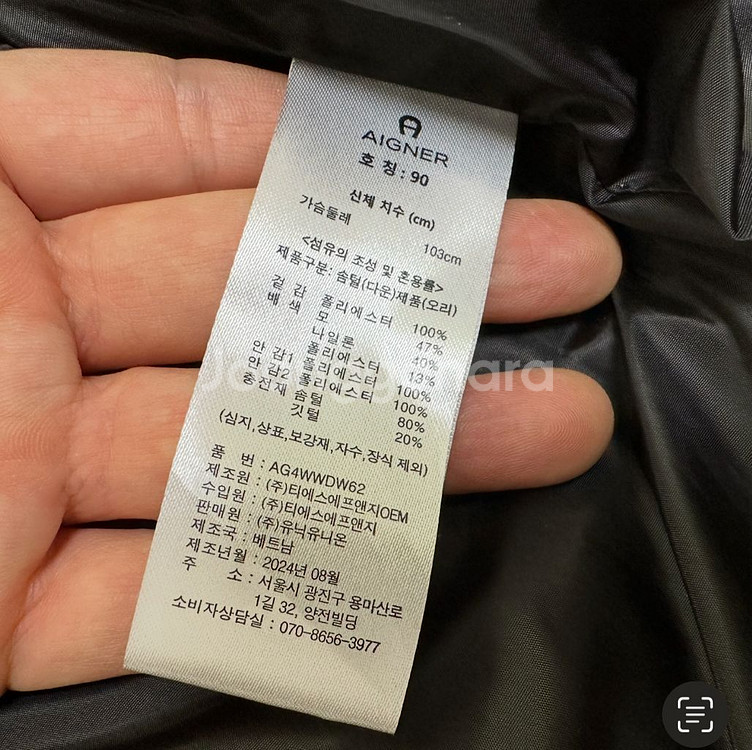 AIGNER
호 칭 : 90
신체 치수 (cm)
가슴둘레 103cm
<섬유의 조성 및 혼용률>
제품구분: 솜털(다운)제품(오리)
겉 감 폴리에스터 100%
배 색 모 47%
나일론 40%
폴리에스터 13%
안 감1 폴리에스터 100%
안 감2 폴리에스터 100%
충전재 솜털 80%
깃털 20%
(심지,상표,보강재,자수,장식 제외)
품 번 : AG4WWDW62
제조원 : (주)티에스에프앤지OEM
수입원 : (주)티에스에프앤지
판매원 : (주)유닉유니온
제조국 : 베트남
제조년월 : 2024년 08월
주 소 : 서울시 광진구 용마산로
1길 32, 양전빌딩
소비자상담실 : 070-8656-3977